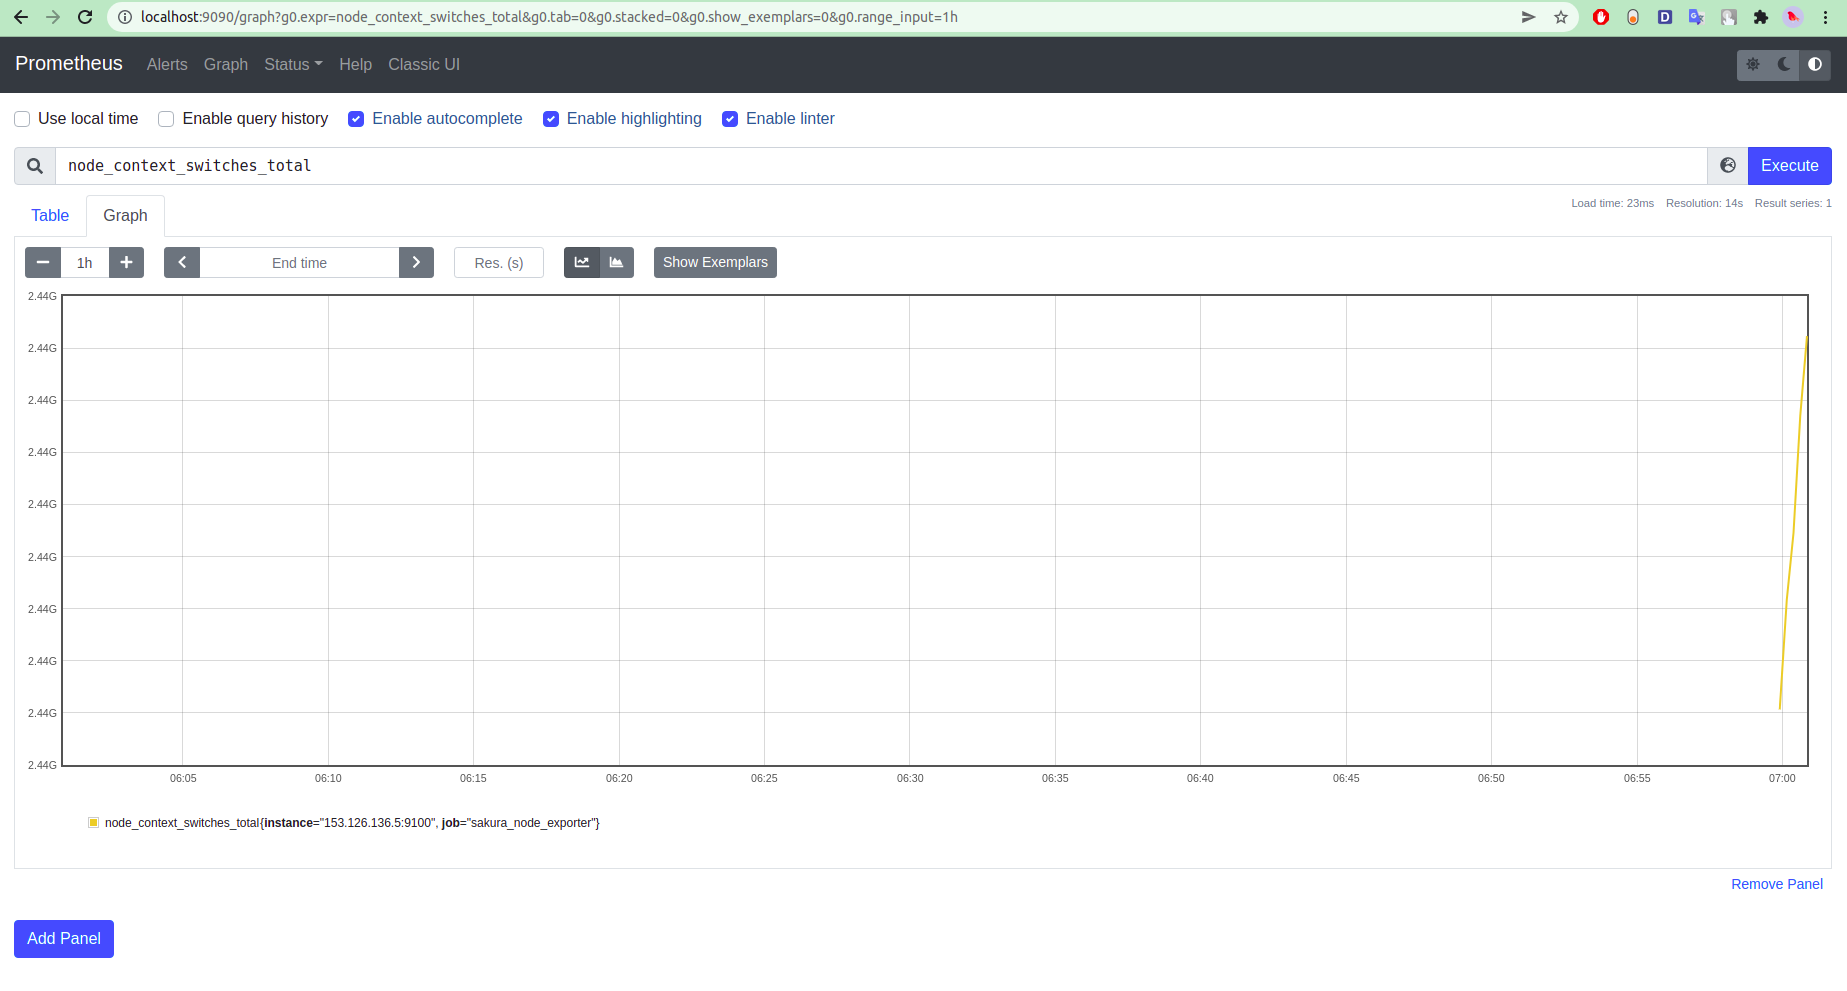 localhost:9090/graph?g0.expr=node_context_switches_total&g0.tab=0&g0.stacked=0&g0.show_exemplars=0&g0.range_input=1h
Prometheus Alerts Graph Status Help Classic UI
Use local time Enable query history Enable autocomplete Enable highlighting Enable linter
node_context_switches_total Execute
Table Graph Load time: 23ms Resolution: 14s Result series: 1
1h End time Res. (s) Show Exemplars
2.44G
2.44G
2.44G
2.44G
2.44G
2.44G
2.44G
2.44G
2.44G
2.44G
06:05 06:10 06:15 06:20 06:25 06:30 06:35 06:40 06:45 06:50 06:55 07:00
node_context_switches_total{instance="153.126.136.5:9100", job="sakura_node_exporter"}
Remove Panel
Add Panel